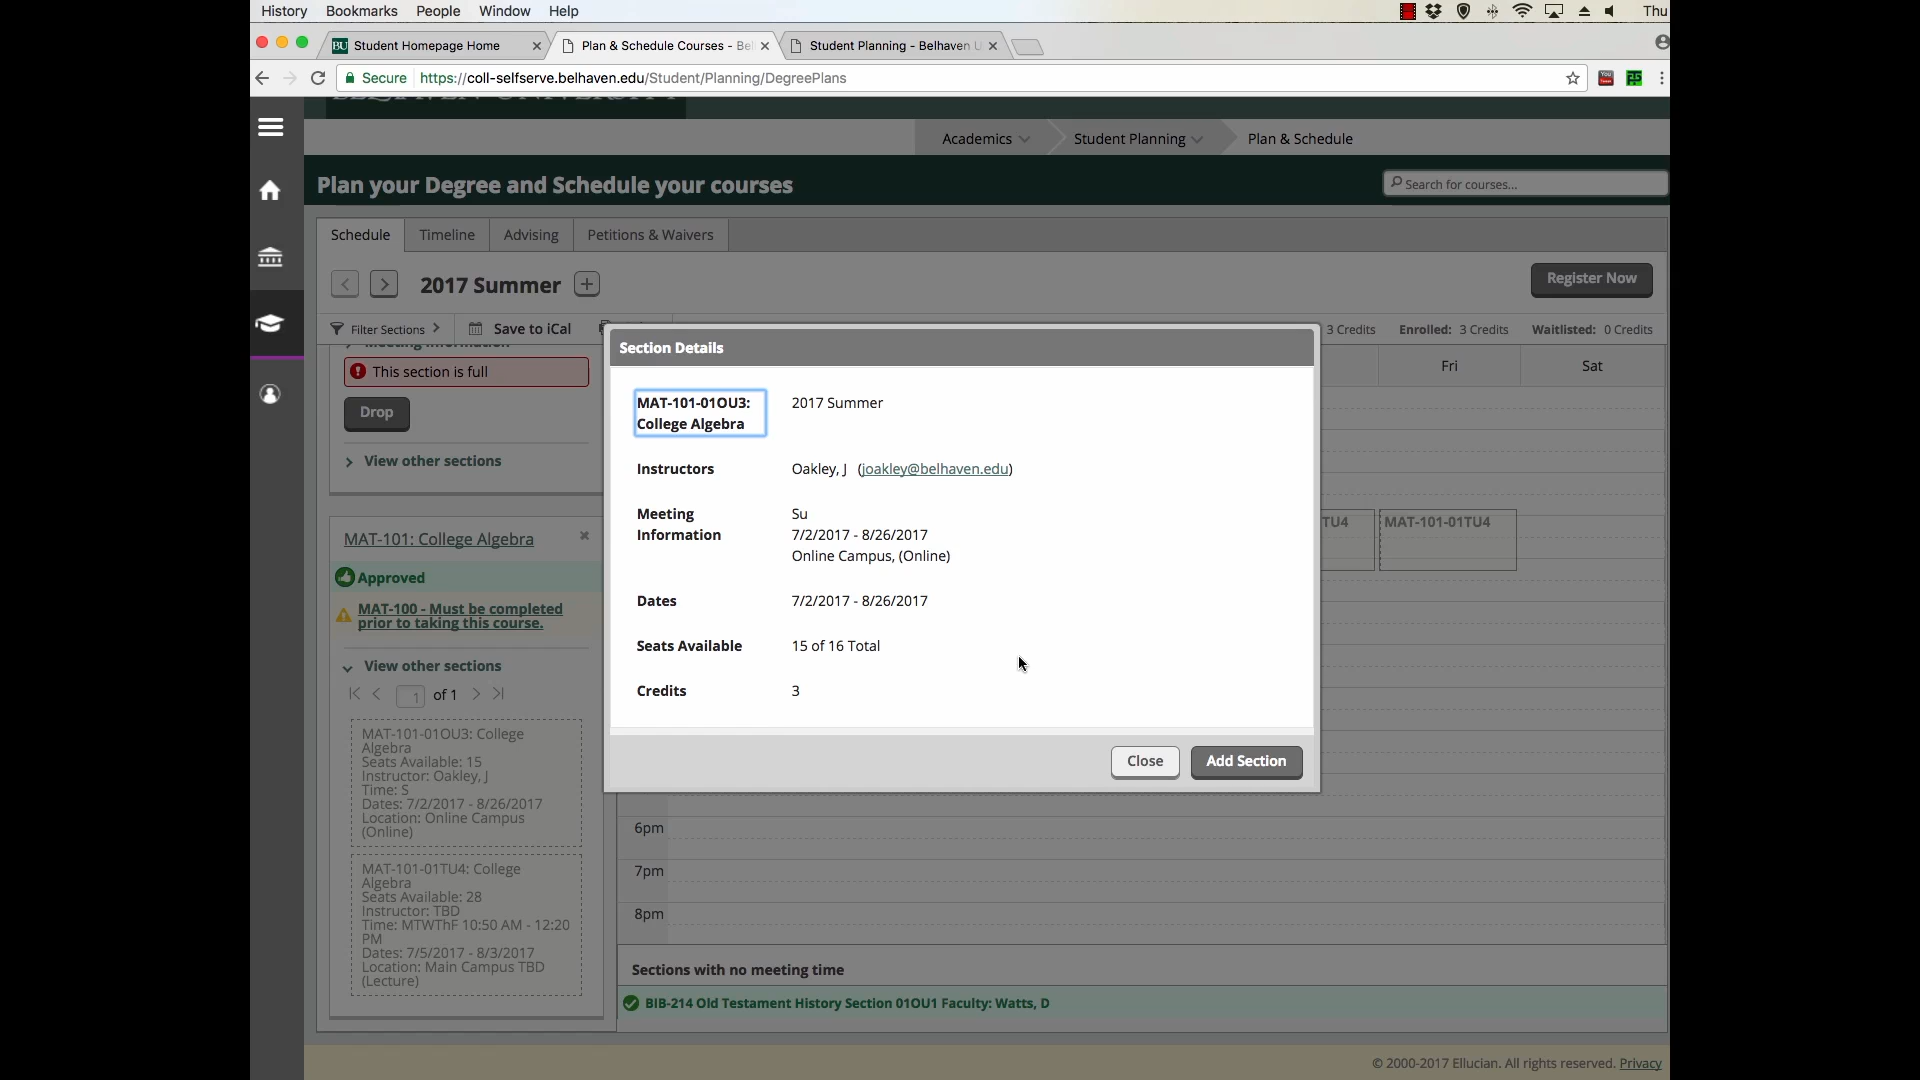 History Bookmarks People Window Help Thu
BU Student Homepage Home Plan & Schedule Courses - Bel Student Planning - Belhaven U
Secure https://coll-selfserve.belhaven.edu/Student/Planning/DegreePlans
Academics Student Planning Plan & Schedule
Plan your Degree and Schedule your courses Search for courses...
Schedule Timeline Advising Petitions & Waivers
2017 Summer Register Now
Filter Sections Save to iCal 3 Credits Enrolled: 3 Credits Waitlisted: 0 Credits
Meeting Information
This section is full
Drop
View other sections
MAT-101: College Algebra
Approved
MAT-100 - Must be completed
prior to taking this course.
View other sections
1 of 1
MAT-101-01OU3: College
Algebra
Seats Available: 15
Instructor: Oakley, J
Time: S
Dates: 7/2/2017 - 8/26/2017
Location: Online Campus
(Online)
MAT-101-01TU4: College
Algebra
Seats Available: 28
Instructor: TBD
Time: MTWThF 10:50 AM - 12:20
PM
Dates: 7/5/2017 - 8/3/2017
Location: Main Campus TBD
(Lecture)
Section Details
MAT-101-01OU3:
College Algebra
2017 Summer
Instructors Oakley, J (joakley@belhaven.edu)
Meeting
Information
Su
7/2/2017 - 8/26/2017
Online Campus, (Online)
Dates 7/2/2017 - 8/26/2017
Seats Available 15 of 16 Total
Credits 3
Close Add Section
Fri Sat
TU4 MAT-101-01TU4
6pm
7pm
8pm
Sections with no meeting time
BIB-214 Old Testament History Section 01OU1 Faculty: Watts, D
© 2000-2017 Ellucian. All rights reserved. Privacy